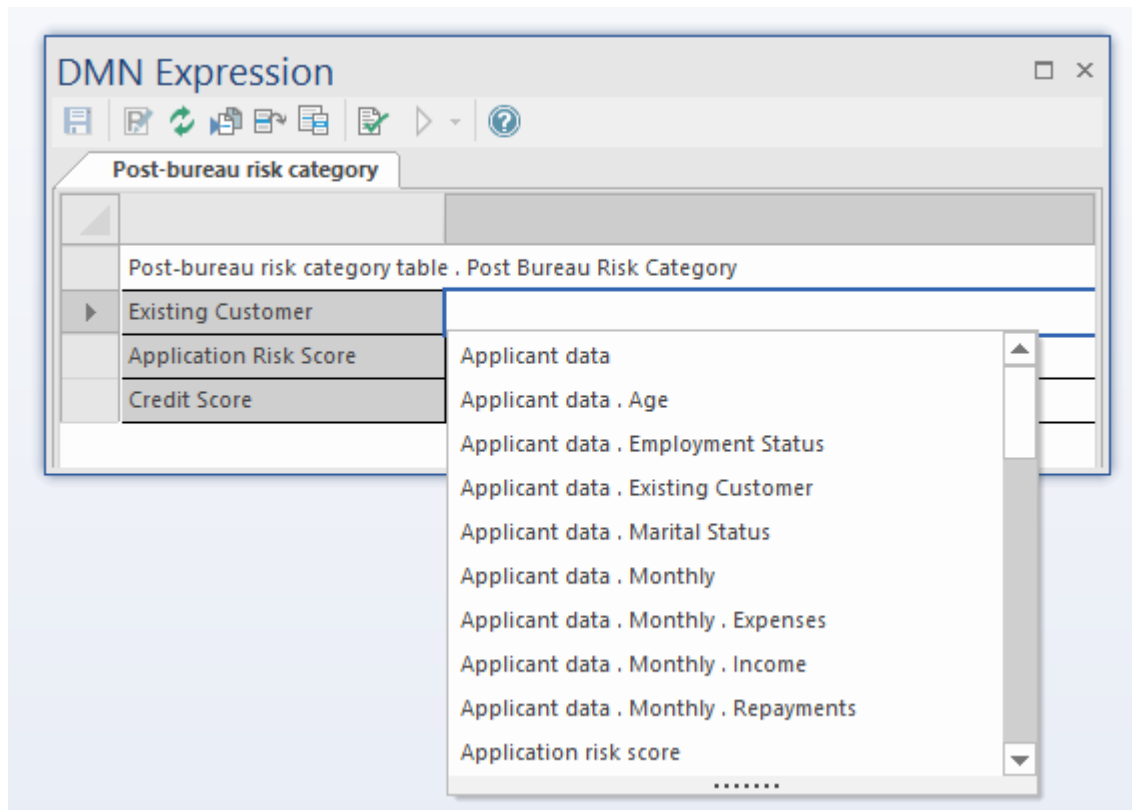 DMN Expression
Post-bureau risk category
Post-bureau risk category table . Post Bureau Risk Category
Existing Customer
Application Risk Score
Credit Score
Applicant data
Applicant data . Age
Applicant data . Employment Status
Applicant data . Existing Customer
Applicant data . Marital Status
Applicant data . Monthly
Applicant data . Monthly . Expenses
Applicant data . Monthly . Income
Applicant data . Monthly . Repayments
Application risk score